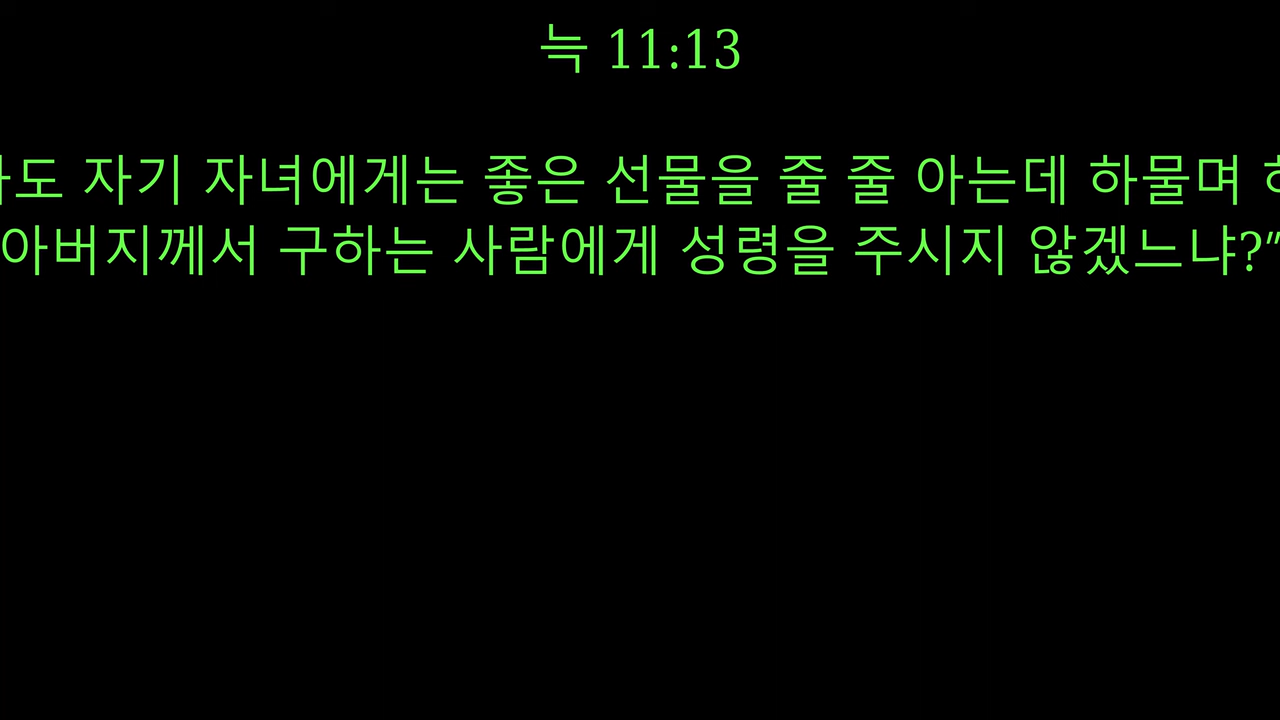 늑 11:13
도 자기 자녀에게는 좋은 선물을 줄 줄 아는데 하물며
아버지께서 구하는 사람에게 성령을 주시지 않겠느냐?”